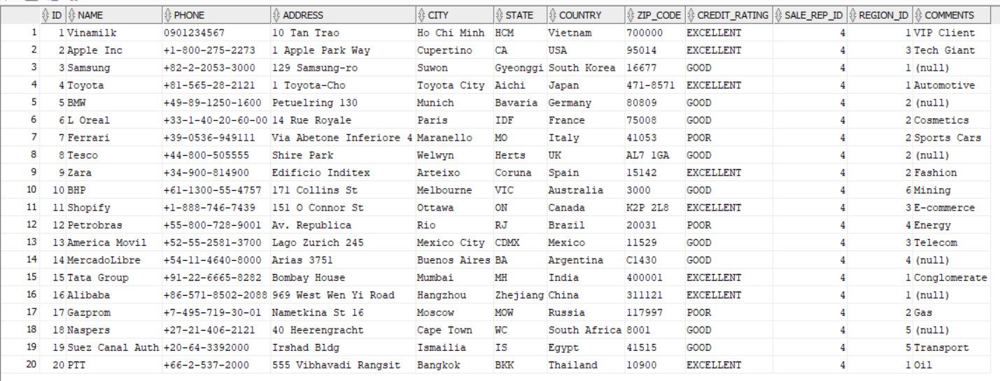 ID NAME PHONE ADDRESS CITY STATE COUNTRY ZIP_CODE CREDIT_RATING SALE_REP_ID REGION_ID COMMENTS
1 1 Vinamilk 0901234567 10 Tan Trao Ho Chi Minh HCM Vietnam 700000 EXCELLENT 4 1 VIP Client
2 2 Apple Inc +1-800-275-2273 1 Apple Park Way Cupertino CA USA 95014 EXCELLENT 4 3 Tech Giant
3 3 Samsung +82-2-2053-3000 129 Samsung-ro Suwon Gyeonggi South Korea 16677 GOOD 4 1 (null)
4 4 Toyota +81-565-28-2121 1 Toyota-Cho Toyota City Aichi Japan 471-8571 EXCELLENT 4 1 Automotive
5 5 BMW +49-89-1250-1600 Petuelring 130 Munich Bavaria Germany 80809 GOOD 4 2 (null)
6 6 L Oreal +33-1-40-20-60-00 14 Rue Royale Paris IDF France 75008 GOOD 4 2 Cosmetics
7 7 Ferrari +39-0536-949111 Via Abetone Inferiore 4 Maranello MO Italy 41053 POOR 4 2 Sports Cars
8 8 Tesco +44-800-505555 Shire Park Welwyn Herts UK AL7 1GA GOOD 4 2 (null)
9 9 Zara +34-900-814900 Edificio Inditex Arteixo Coruna Spain 15142 EXCELLENT 4 2 Fashion
10 10 BHP +61-1300-55-4757 171 Collins St Melbourne VIC Australia 3000 GOOD 4 6 Mining
11 11 Shopify +1-888-746-7439 151 O Connor St Ottawa ON Canada K2P 2L8 EXCELLENT 4 3 E-commerce
12 12 Petrobras +55-800-728-9001 Av. Republica Rio RJ Brazil 20031 POOR 4 4 Energy
13 13 America Movil +52-55-2581-3700 Lago Zurich 245 Mexico City CDMX Mexico 11529 GOOD 4 3 Telecom
14 14 MercadoLibre +54-11-4640-8000 Arias 3751 Buenos Aires BA Argentina C1430 GOOD 4 4 (null)
15 15 Tata Group +91-22-6665-8282 Bombay House Mumbai MH India 400001 EXCELLENT 4 1 Conglomerate
16 16 Alibaba +86-571-8502-2088 969 West Wen Yi Road Hangzhou Zhejiang China 311121 EXCELLENT 4 1 (null)
17 17 Gazprom +7-495-719-30-01 Nametkina St 16 Moscow MOW Russia 117997 POOR 4 2 Gas
18 18 Naspers +27-21-406-2121 40 Heerengracht Cape Town WC South Africa 8001 GOOD 4 5 (null)
19 19 Suez Canal Auth +20-64-3392000 Irshad Bldg Ismailia IS Egypt 41515 GOOD 4 5 Transport
20 20 PTT +66-2-537-2000 555 Vibhavadi Rangsit Bangkok BKK Thailand 10900 EXCELLENT 4 1 Oil